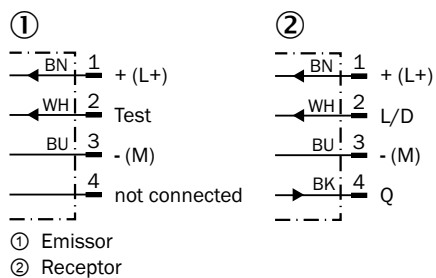 ① ②
BN 1 + (L+)
WH 2 Test
BU 3 - (M)
4 not connected
BN 1 + (L+)
WH 2 L/D
BU 3 - (M)
BK 4 Q
① Emissor
② Receptor